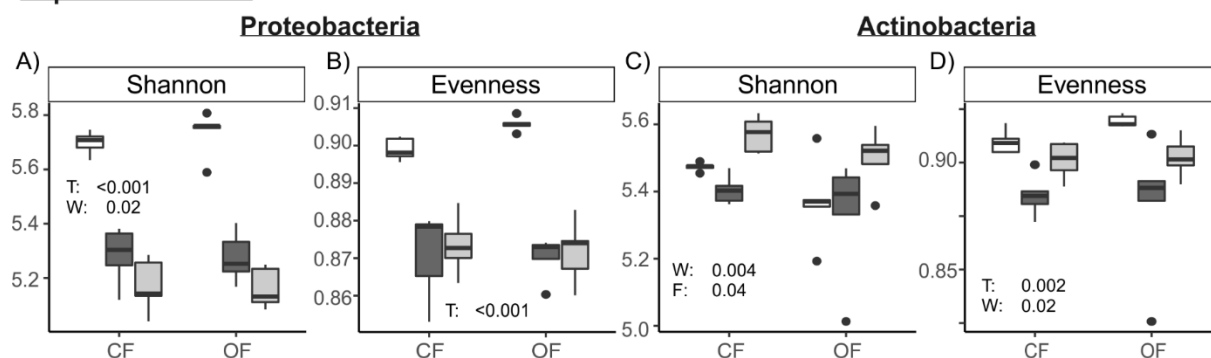 Proteobacteria
Actinobacteria
A)
Shannon
5.8
5.6
5.4
5.2
T: <0.001
W: 0.02
CF
OF
B)
Evenness
0.91
0.90
0.89
0.88
0.87
0.86
T: <0.001
CF
OF
C)
Shannon
5.6
5.4
5.2
5.0
W: 0.004
F: 0.04
CF
OF
D)
Evenness
0.90
0.85
T: 0.002
W: 0.02
CF
OF